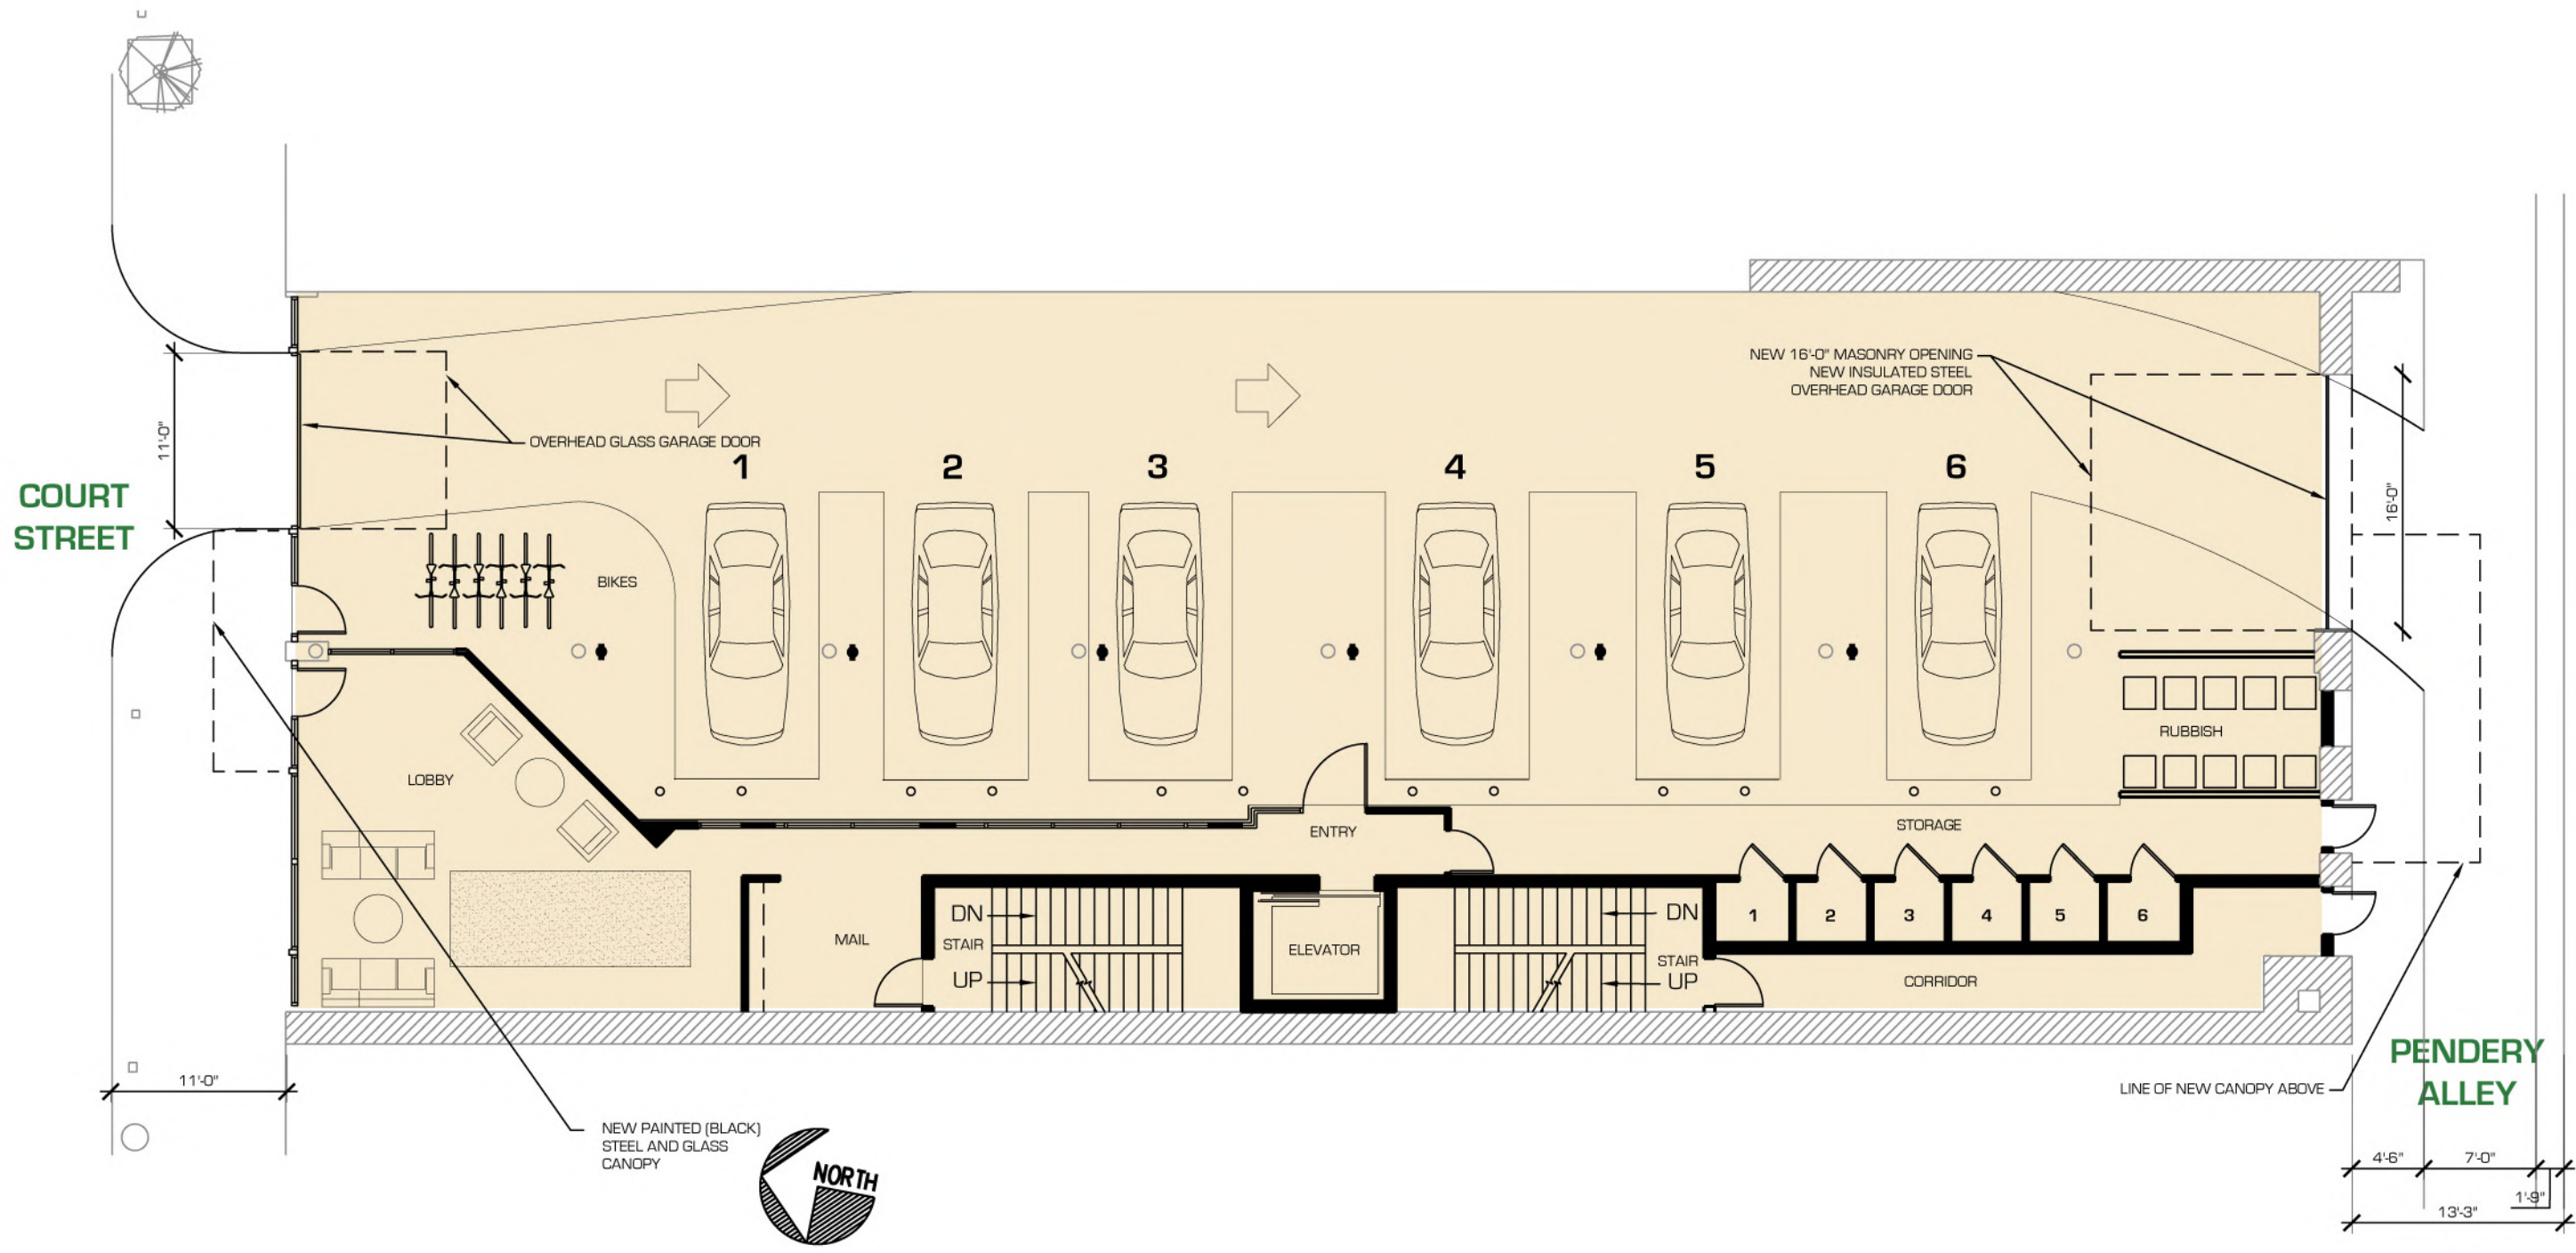 NEW 16'-0" MASONRY OPENING
NEW INSULATED STEEL
OVERHEAD GARAGE DOOR
11'-0"
OVERHEAD GLASS GARAGE DOOR
COURT
STREET
1
2
3
4
5
6
16'-0"
BIKES
RUBBISH
LOBBY
ENTRY
STORAGE
MAIL
DN
STAIR
UP
ELEVATOR
DN
STAIR
UP
1
2
3
4
5
6
CORRIDOR
PENDERY
ALLEY
11'-0"
LINE OF NEW CANOPY ABOVE
NEW PAINTED (BLACK)
STEEL AND GLASS
CANOPY
NORTH
4'-6"
7'-0"
1'-9"
13'-3"